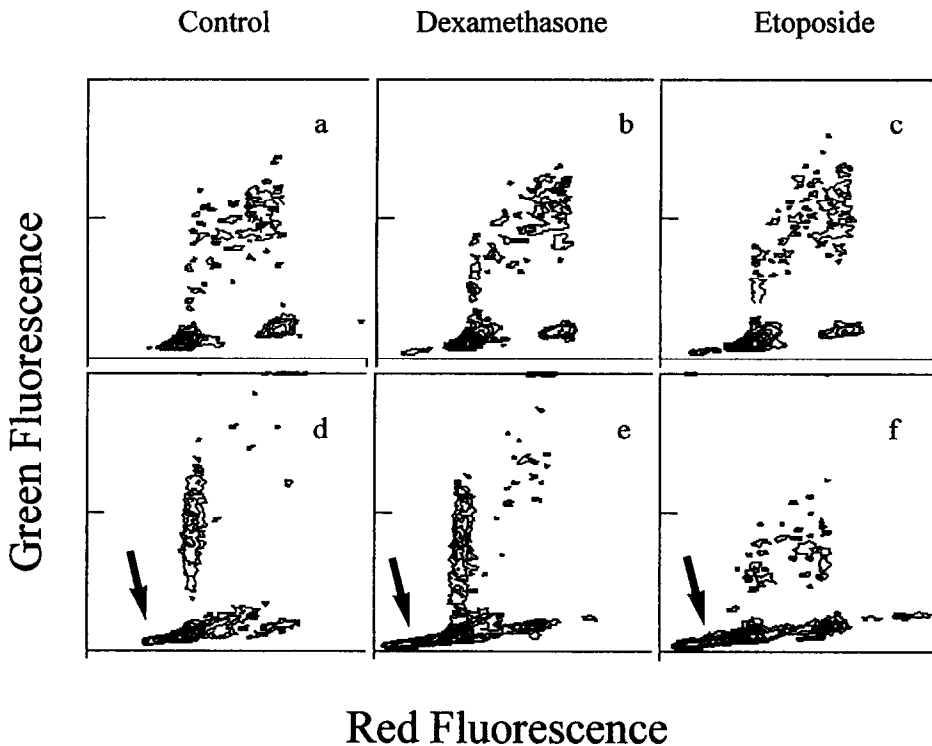 Control Dexamethasone Etoposide
a b c
d e f
Green Fluorescence
Red Fluorescence